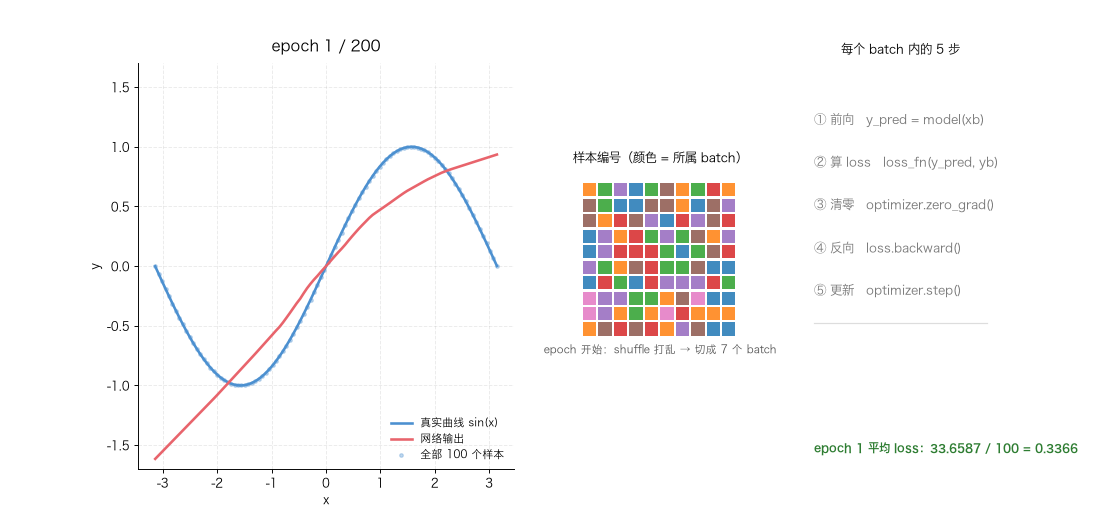 epoch 1 / 200
1.5
1.0
0.5
0.0
-0.5
-1.0
-1.5
y
-3
-2
-1
0
1
2
3
x
真实曲线 sin(x)
网络输出
全部 100 个样本
样本编号（颜色 = 所属 batch）
epoch 开始：shuffle 打乱 → 切成 7 个 batch
每个 batch 内的 5 步
① 前向 y_pred = model(xb)
② 算 loss loss_fn(y_pred, yb)
③ 清零 optimizer.zero_grad()
④ 反向 loss.backward()
⑤ 更新 optimizer.step()
epoch 1 平均 loss：33.6587 / 100 = 0.3366